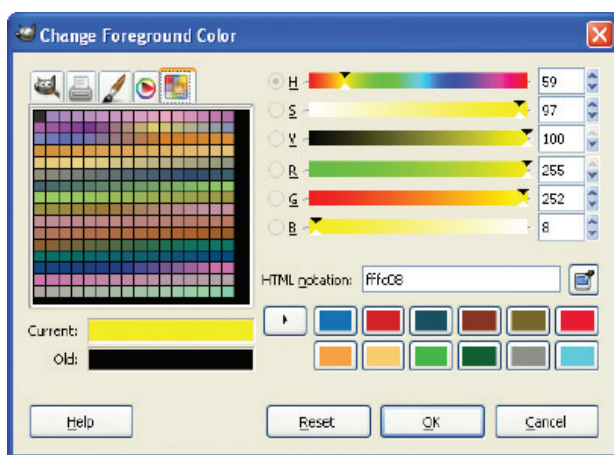 Change Foreground Color
H 59
S 97
V 100
R 255
G 252
B 8
HTML notation: fffc08
Current:
Old:
Help Reset OK Cancel